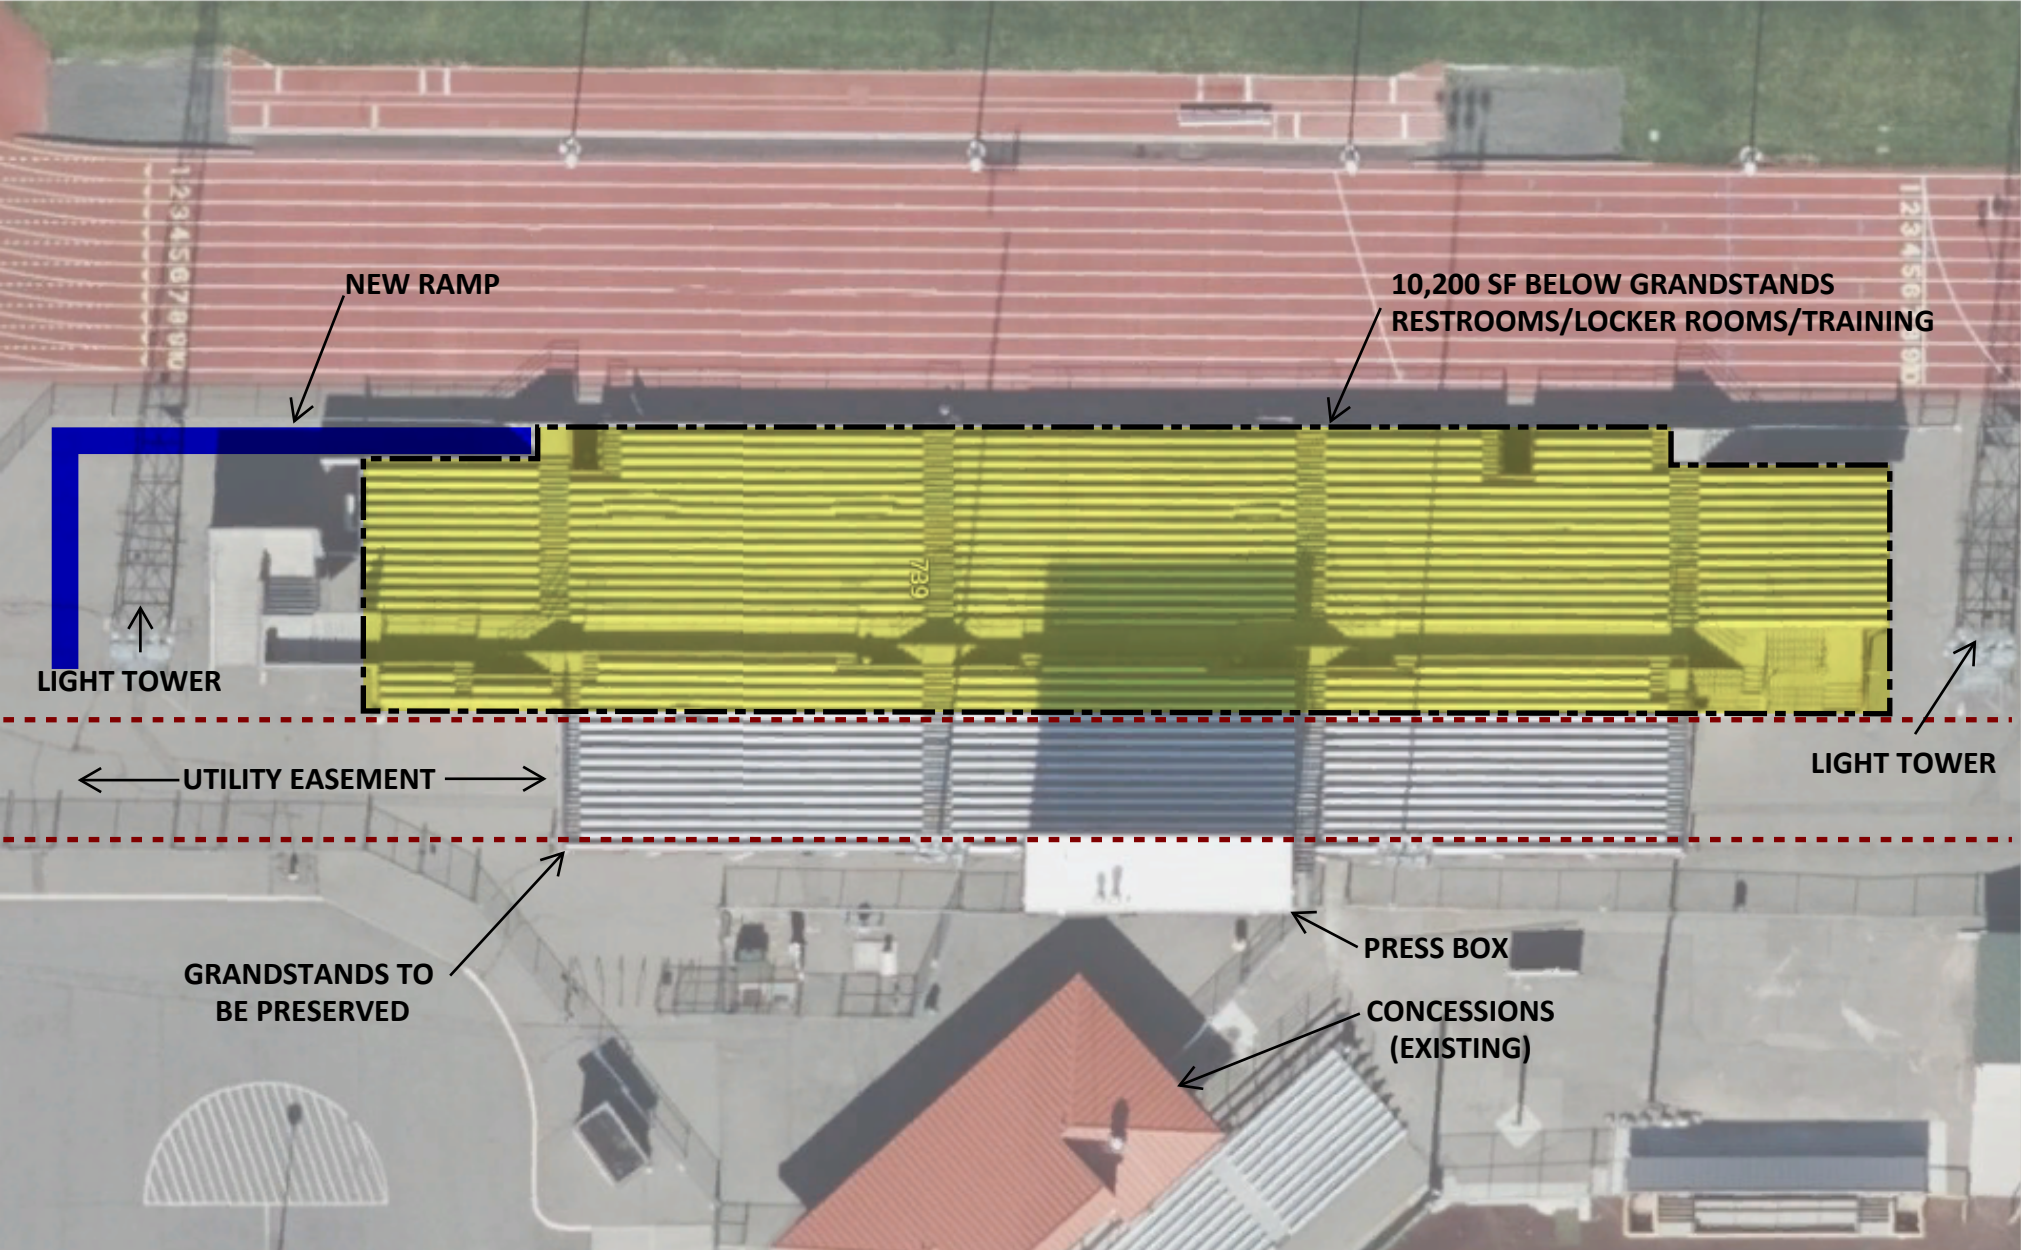 NEW RAMP
10,200 SF BELOW GRANDSTANDS
RESTROOMS/LOCKER ROOMS/TRAINING
LIGHT TOWER
UTILITY EASEMENT
LIGHT TOWER
GRANDSTANDS TO
BE PRESERVED
PRESS BOX
CONCESSIONS
(EXISTING)